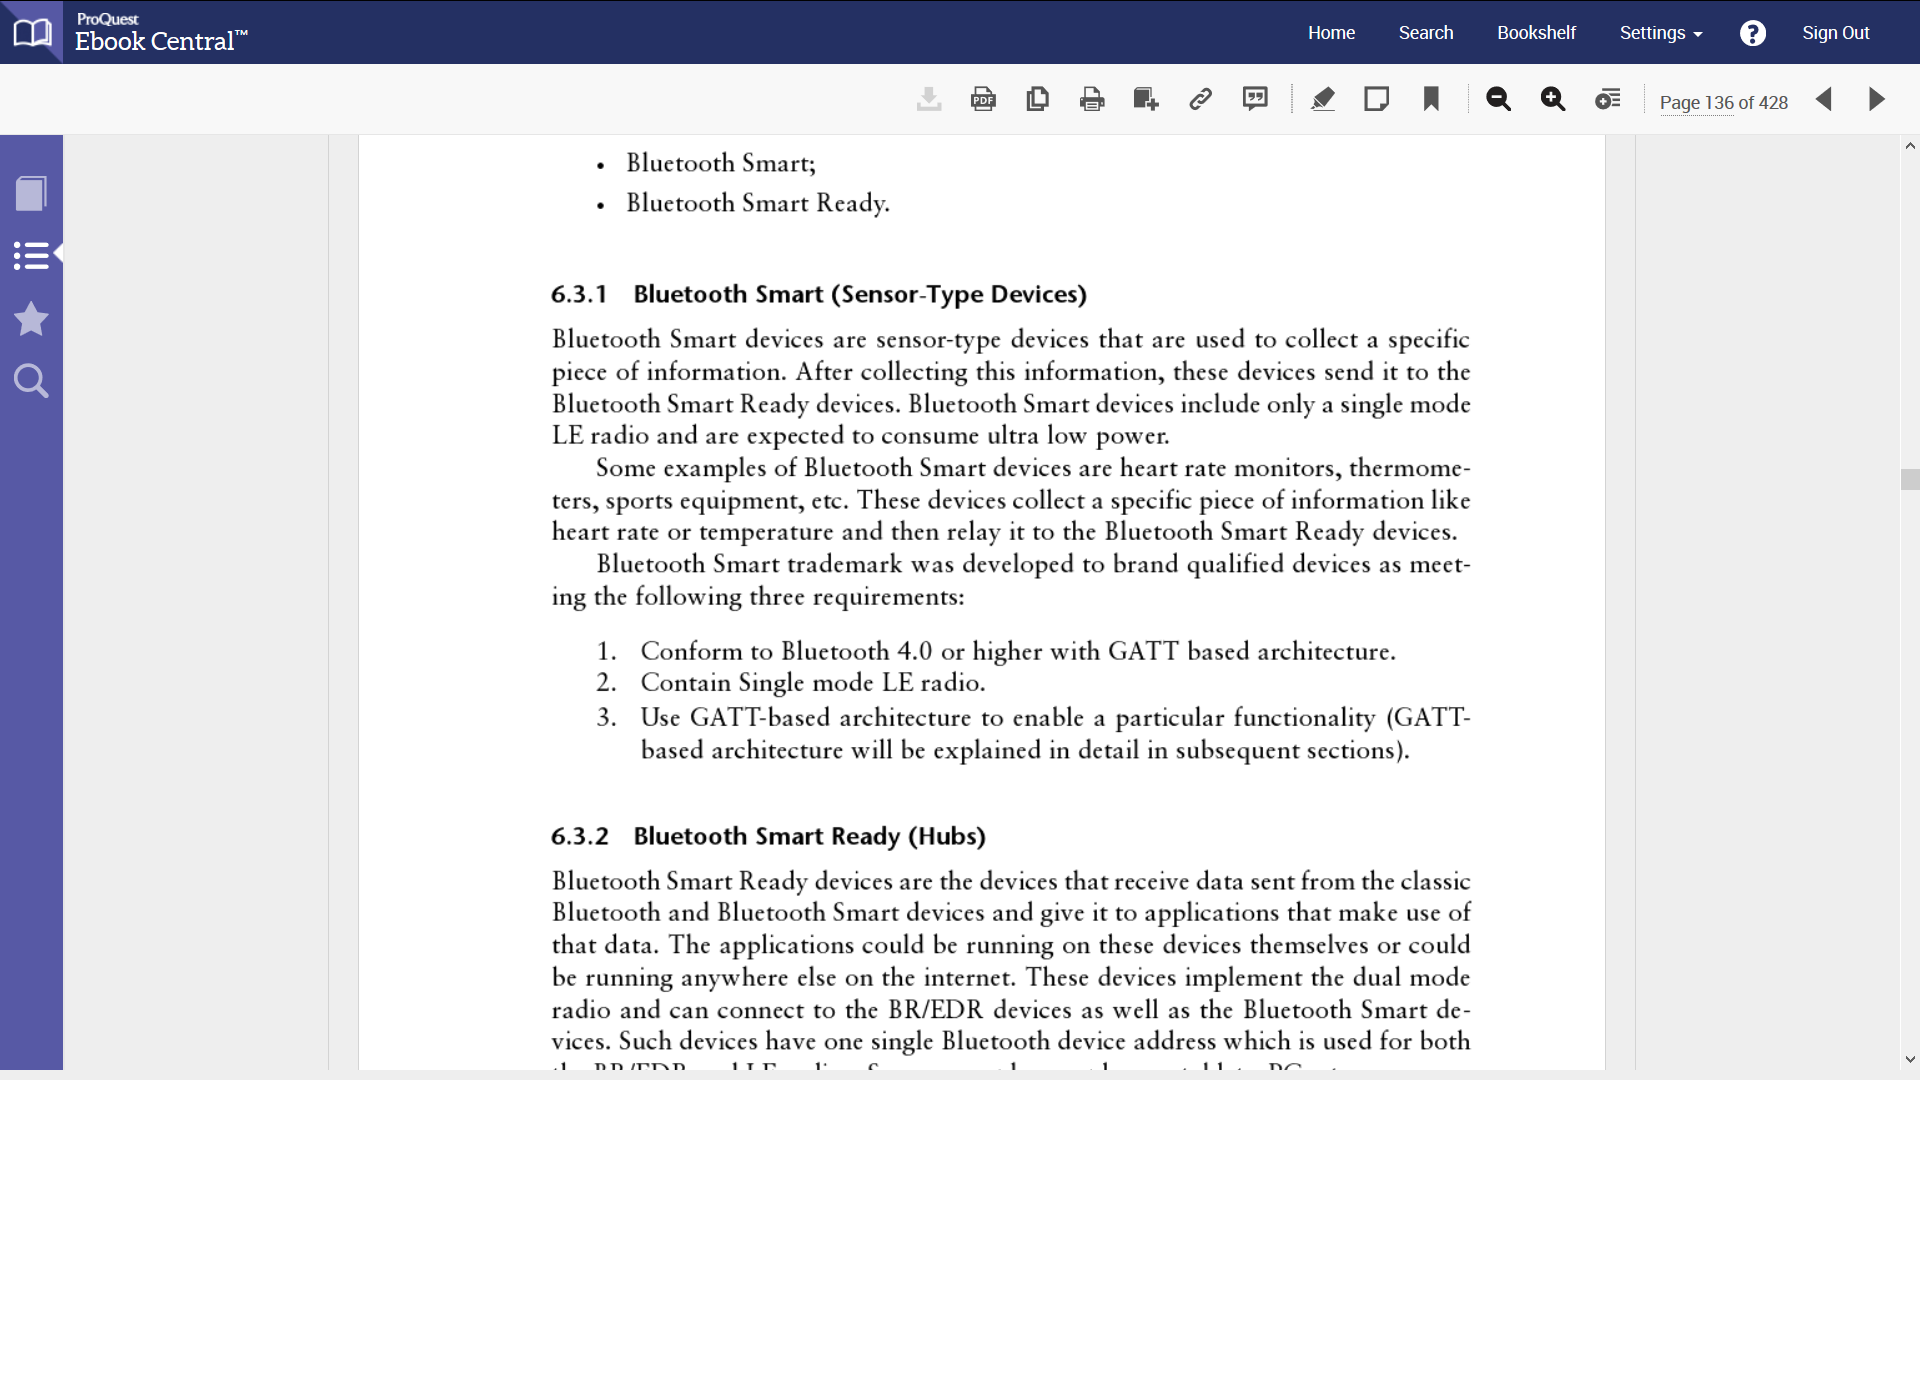 ProQuest
Ebook Central™
Home Search Bookshelf Settings ? Sign Out
PDF
Page 136 of 428
• Bluetooth Smart;
• Bluetooth Smart Ready.
6.3.1 Bluetooth Smart (Sensor-Type Devices)
Bluetooth Smart devices are sensor-type devices that are used to collect a specific
piece of information. After collecting this information, these devices send it to the
Bluetooth Smart Ready devices. Bluetooth Smart devices include only a single mode
LE radio and are expected to consume ultra low power.
Some examples of Bluetooth Smart devices are heart rate monitors, thermome-
ters, sports equipment, etc. These devices collect a specific piece of information like
heart rate or temperature and then relay it to the Bluetooth Smart Ready devices.
Bluetooth Smart trademark was developed to brand qualified devices as meet-
ing the following three requirements:
1. Conform to Bluetooth 4.0 or higher with GATT based architecture.
2. Contain Single mode LE radio.
3. Use GATT-based architecture to enable a particular functionality (GATT-
based architecture will be explained in detail in subsequent sections).
6.3.2 Bluetooth Smart Ready (Hubs)
Bluetooth Smart Ready devices are the devices that receive data sent from the classic
Bluetooth and Bluetooth Smart devices and give it to applications that make use of
that data. The applications could be running on these devices themselves or could
be running anywhere else on the internet. These devices implement the dual mode
radio and can connect to the BR/EDR devices as well as the Bluetooth Smart de-
vices. Such devices have one single Bluetooth device address which is used for both